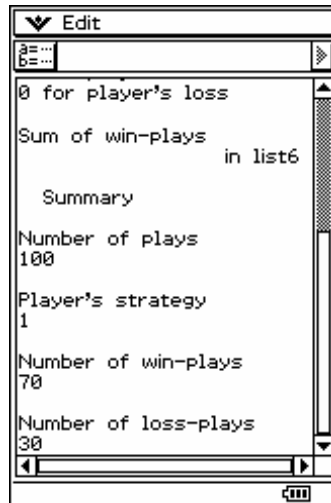 Edit
a=
b=
0 for player's loss
Sum of win-plays
in list6
Summary
Number of plays
100
Player's strategy
1
Number of win-plays
70
Number of loss-plays
30